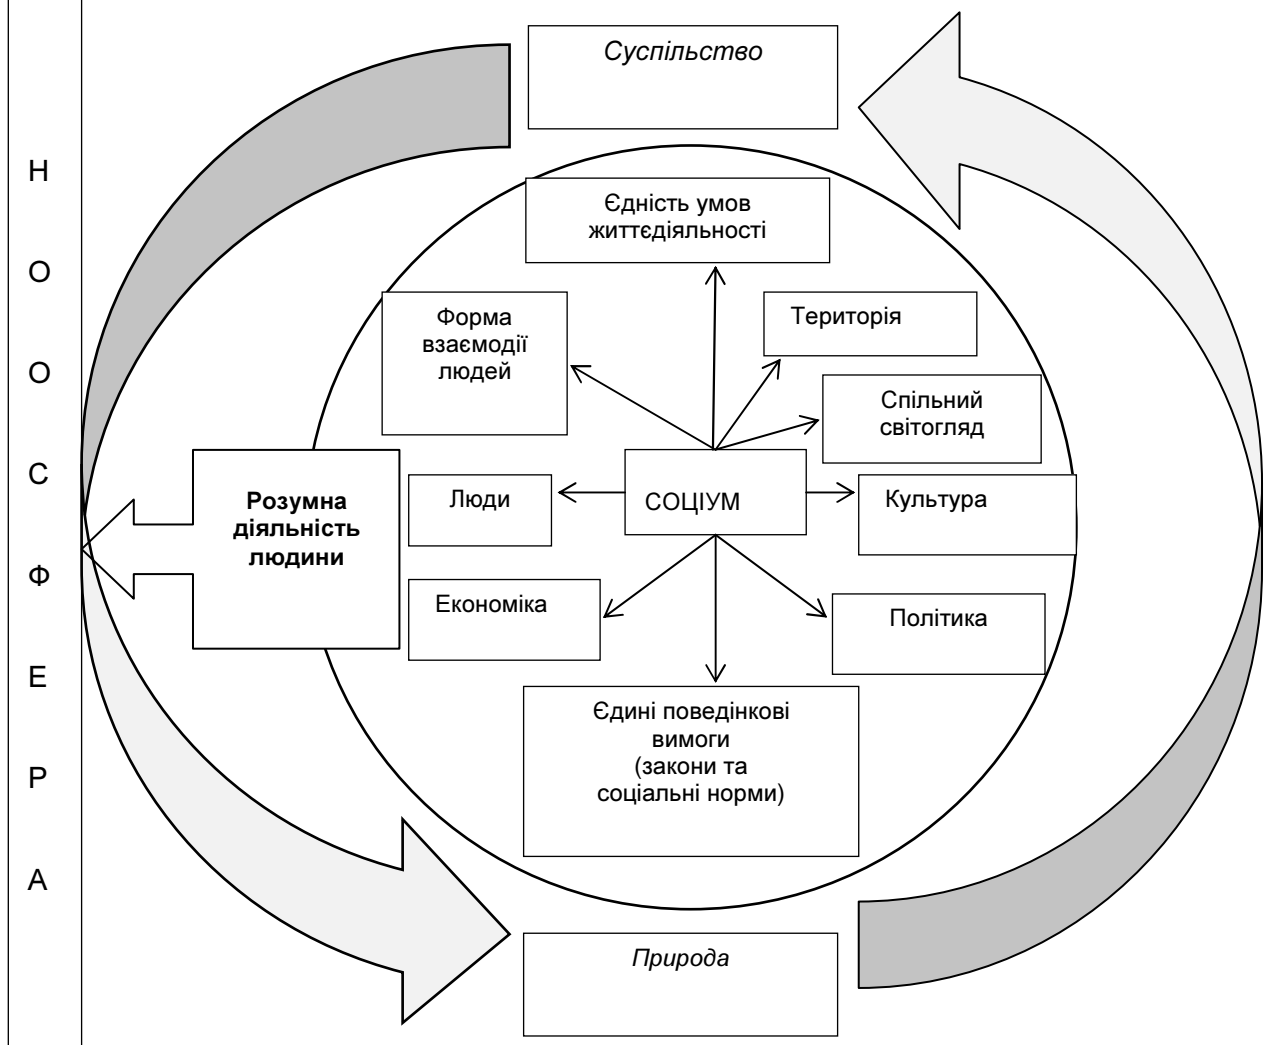 Н
О
О
С
Ф
Е
Р
А
Суспільство
Єдність умов
життєдіяльності
Форма
взаємодії
людей
Територія
Спільний
світогляд
Розумна
діяльність
людини
Люди
СОЦІУМ
Культура
Економіка
Політика
Єдині поведінкові
вимоги
(закони та
соціальні норми)
Природа